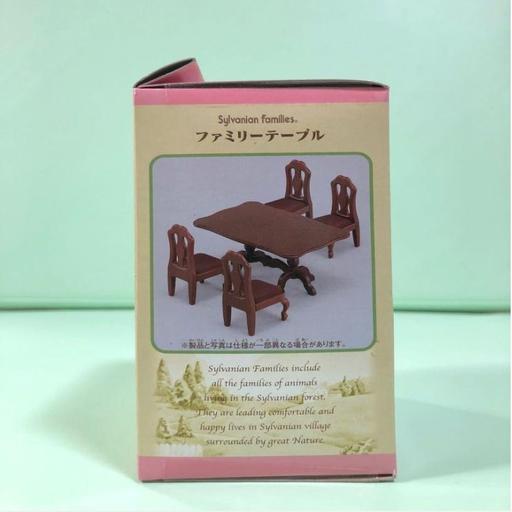 Sylvanian Families®
ファミリーテーブル
※製品と写真は仕様が一部異なる場合があります。
Sylvanian Families include
all the families of animals
living in the Sylvanian forest.
They are leading comfortable and
happy lives in Sylvanian village
surrounded by great Nature.